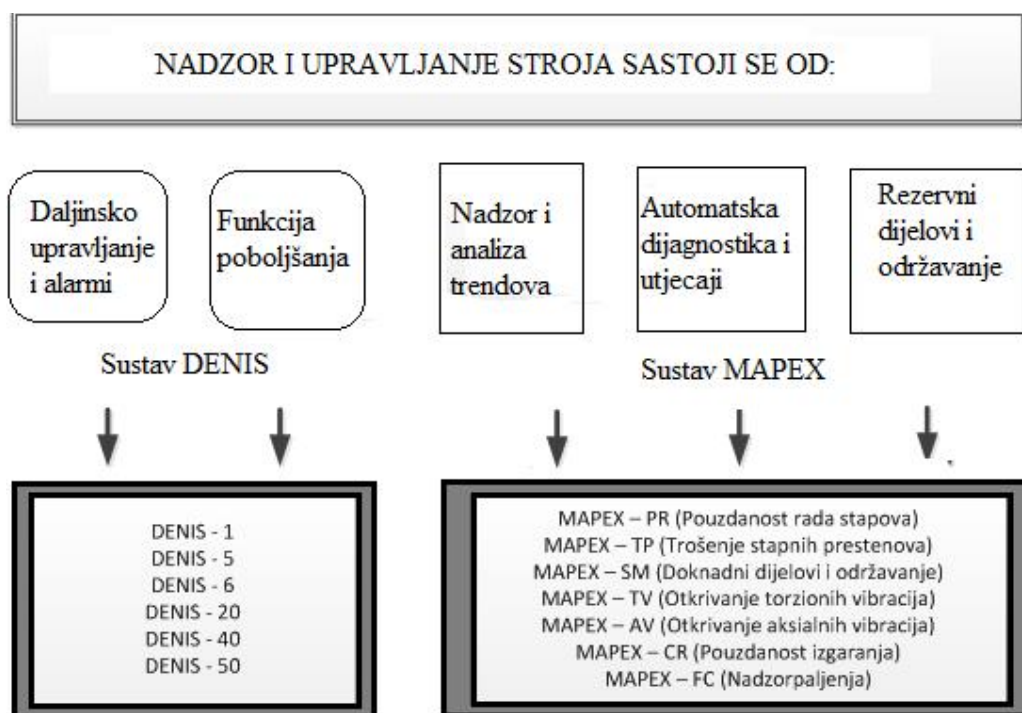 NADZOR I UPRAVLJANJE STROJA SASTOJI SE OD:
Daljinsko
upravljanje
i alarmi
Funkcija
poboljšanja
Nadzor i
analiza
trendova
Automatska
dijagnostika i
utjecaji
Rezervni
dijelovi i
održavanje
Sustav DENIS
Sustav MAPEX
DENIS - 1
DENIS - 5
DENIS - 6
DENIS - 20
DENIS - 40
DENIS - 50
MAPEX – PR (Pouzdanost rada stapova)
MAPEX – TP (Trošenje stapnih prestenova)
MAPEX – SM (Doknadni dijelovi i održavanje)
MAPEX – TV (Otkrivanje torzionih vibracija)
MAPEX – AV (Otkrivanje aksialnih vibracija)
MAPEX – CR (Pouzdanost izgaranja)
MAPEX – FC (Nadzorpaljenja)